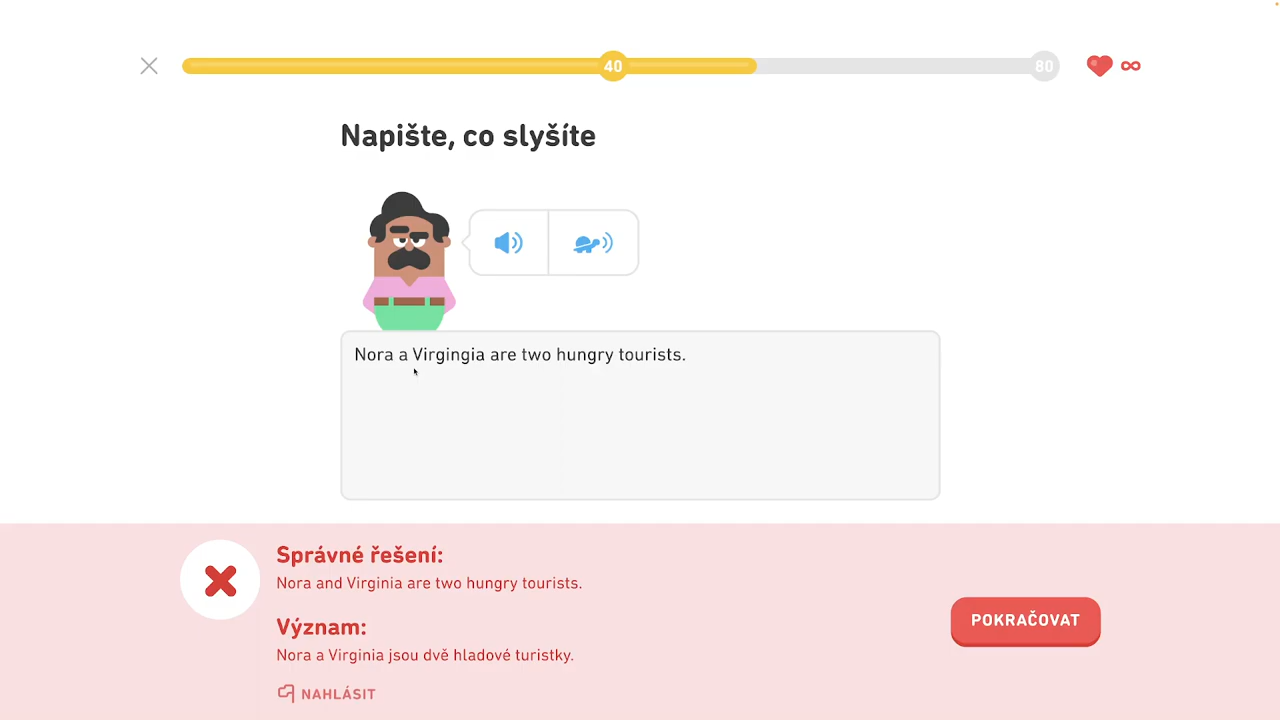 40
80
∞
Napište, co slyšíte
Nora a Virgingia are two hungry tourists.
Správné řešení:
Nora and Virginia are two hungry tourists.
Význam:
Nora a Virginia jsou dvě hladové turistky.
NAHLÁSIT
POKRAČOVAT